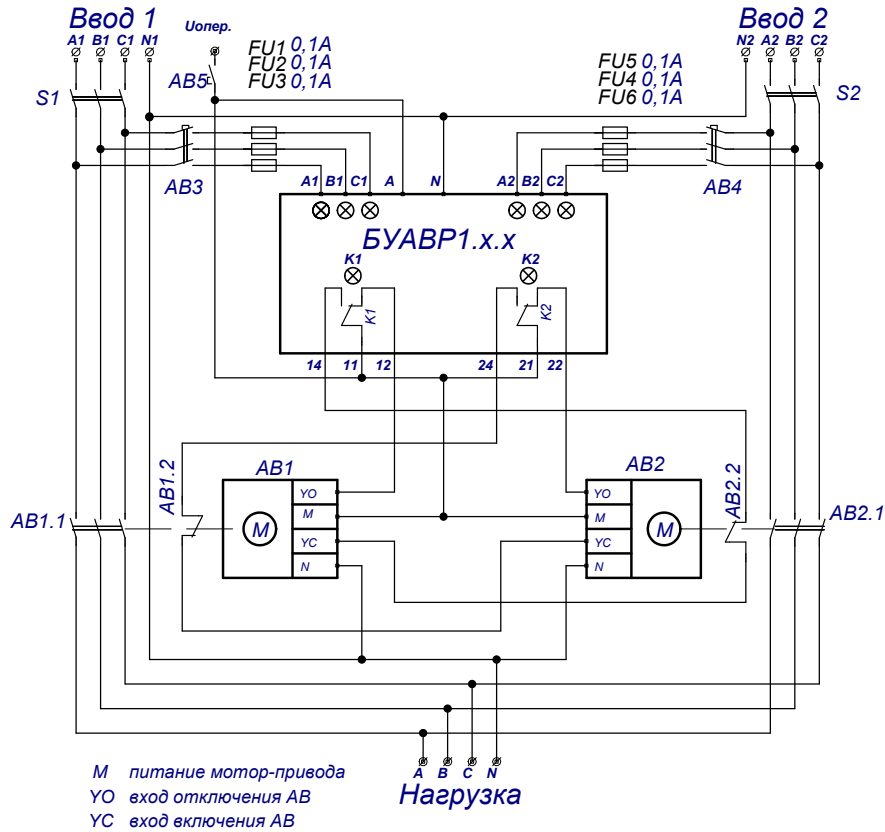 Ввод 1
Ввод 2
A1 B1 C1 N1
Uопер.
N2 A2 B2 C2
FU1 0,1A
FU2 0,1A
FU3 0,1A
FU5 0,1A
FU4 0,1A
FU6 0,1A
S1
AB5
S2
AB3
AB4
A1 B1 C1 A N A2 B2 C2
БУАВР1.x.x
K1
K2
K1
K2
14 11 12 24 21 22
AB1.2
AB1
AB2
AB2.2
YO
M
YC
N
M
YO
M
YC
N
M
AB1.1
AB2.1
A B C N
Нагрузка
M питание мотор-привода
YO вход отключения АВ
YC вход включения АВ